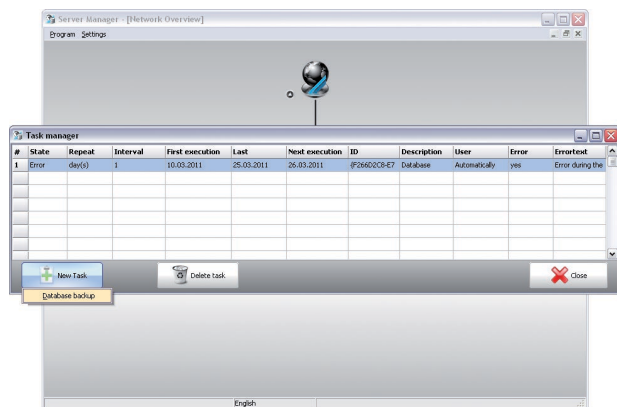 Server Manager - [Network Overview]
Program Settings
Task manager
# State Repeat Interval First execution Last Next execution ID Description User Error Errortext
1 Error day(s) 1 10.03.2011 25.03.2011 26.03.2011 {F266D2C8-E7 Database Automatically yes Error during the
New Task Delete task Close
Database backup
English